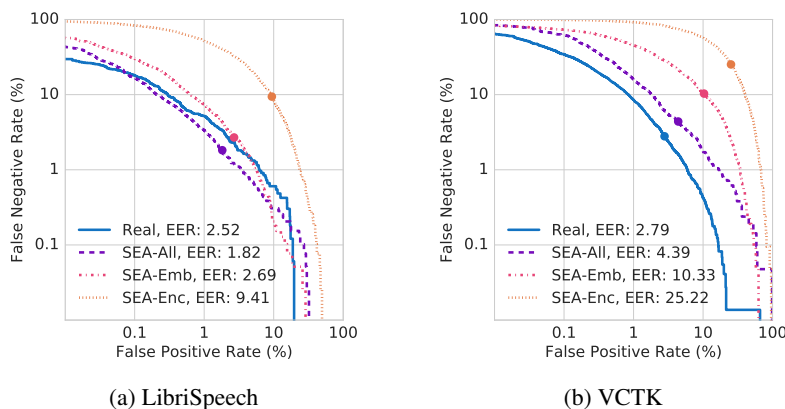 100
10
1
0.1
False Negative Rate (%)
Real, EER: 2.52
SEA-All, EER: 1.82
SEA-Emb, EER: 2.69
SEA-Enc, EER: 9.41
0.1 1 10 100
False Positive Rate (%)
(a) LibriSpeech
100
10
1
0.1
False Negative Rate (%)
Real, EER: 2.79
SEA-All, EER: 4.39
SEA-Emb, EER: 10.33
SEA-Enc, EER: 25.22
0.1 1 10 100
False Positive Rate (%)
(b) VCTK